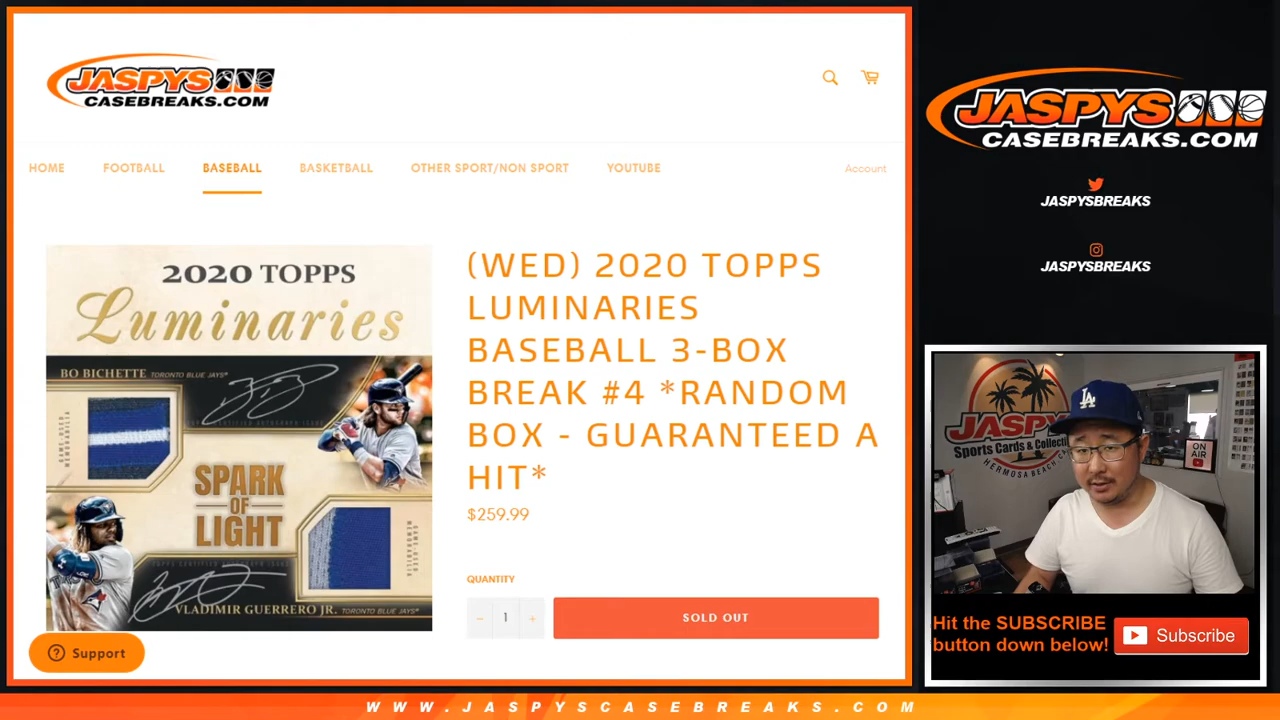 JASPYS
CASEBREAKS.COM
HOME FOOTBALL BASEBALL BASKETBALL OTHER SPORT/NON SPORT YOUTUBE Account
2020 TOPPS
Luminaries
BO BICHETTE TORONTO BLUE JAYS®
SPARK
OF
LIGHT
VLADIMIR GUERRERO JR. TORONTO BLUE JAYS®
(WED) 2020 TOPPS
LUMINARIES
BASEBALL 3-BOX
BREAK #4 *RANDOM
BOX - GUARANTEED A
HIT*
$259.99
QUANTITY
− 1 +
SOLD OUT
Support
JASPYS
CASEBREAKS.COM
JASPYSBREAKS
JASPYSBREAKS
JASPYS
Sports Cards & Collectibles
HERMOSA BEACH
LA
ON
AIR
Hit the SUBSCRIBE
button down below!
Subscribe
WWW.JASPYSCASEBREAKS.COM